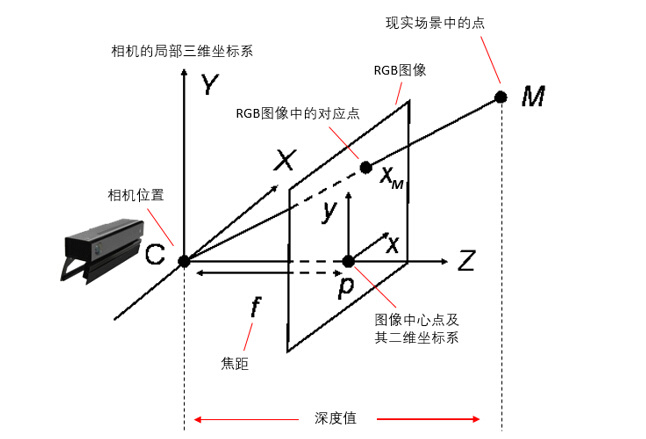 现实场景中的点
相机的局部三维坐标系
RGB图像
Y
M
RGB图像中的对应点
X
x_M
相机位置
y
x
C
Z
p
f
图像中心点及
其二维坐标系
焦距
深度值